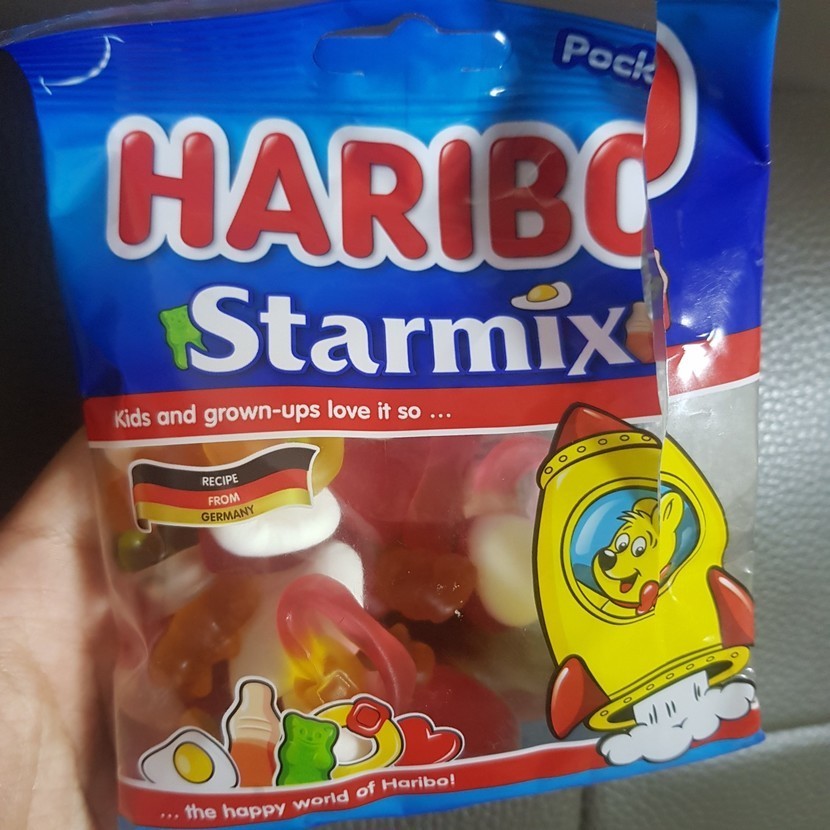 Pock
HARIBO
Starmix
Kids and grown-ups love it so ...
RECIPE
FROM
GERMANY
... the happy world of Haribo!